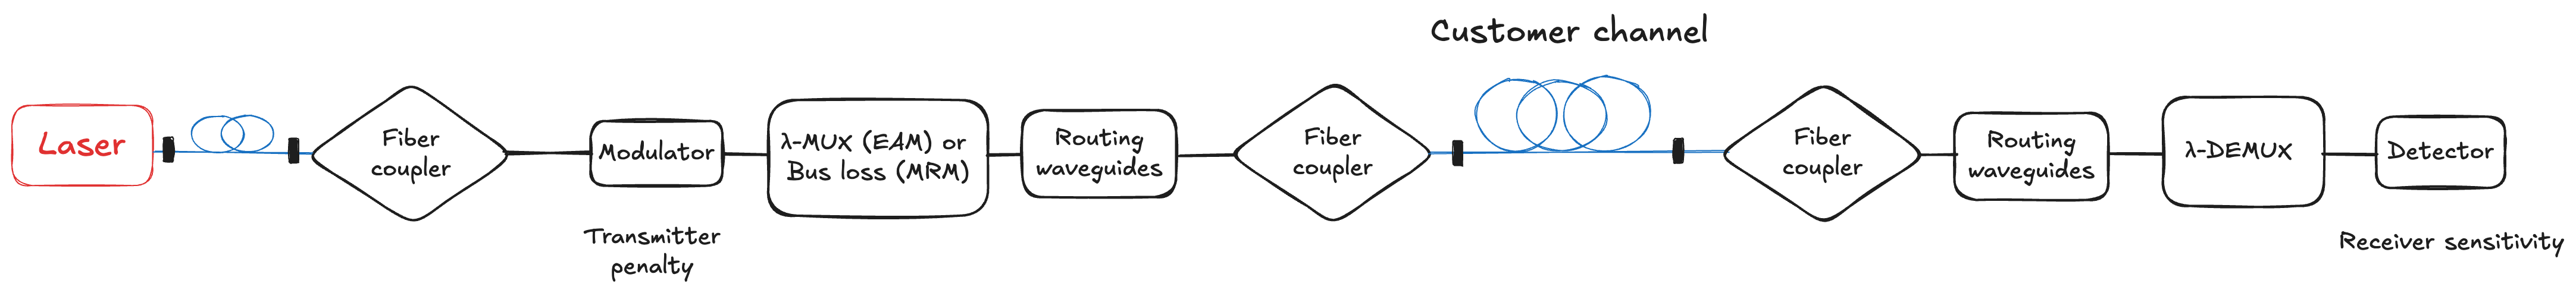 Customer channel
Laser
Fiber
coupler
Modulator
Transmitter
penalty
λ-MUX (EAM) or
Bus loss (MRM)
Routing
waveguides
Fiber
coupler
Fiber
coupler
Routing
waveguides
λ-DEMUX
Detector
Receiver sensitivity